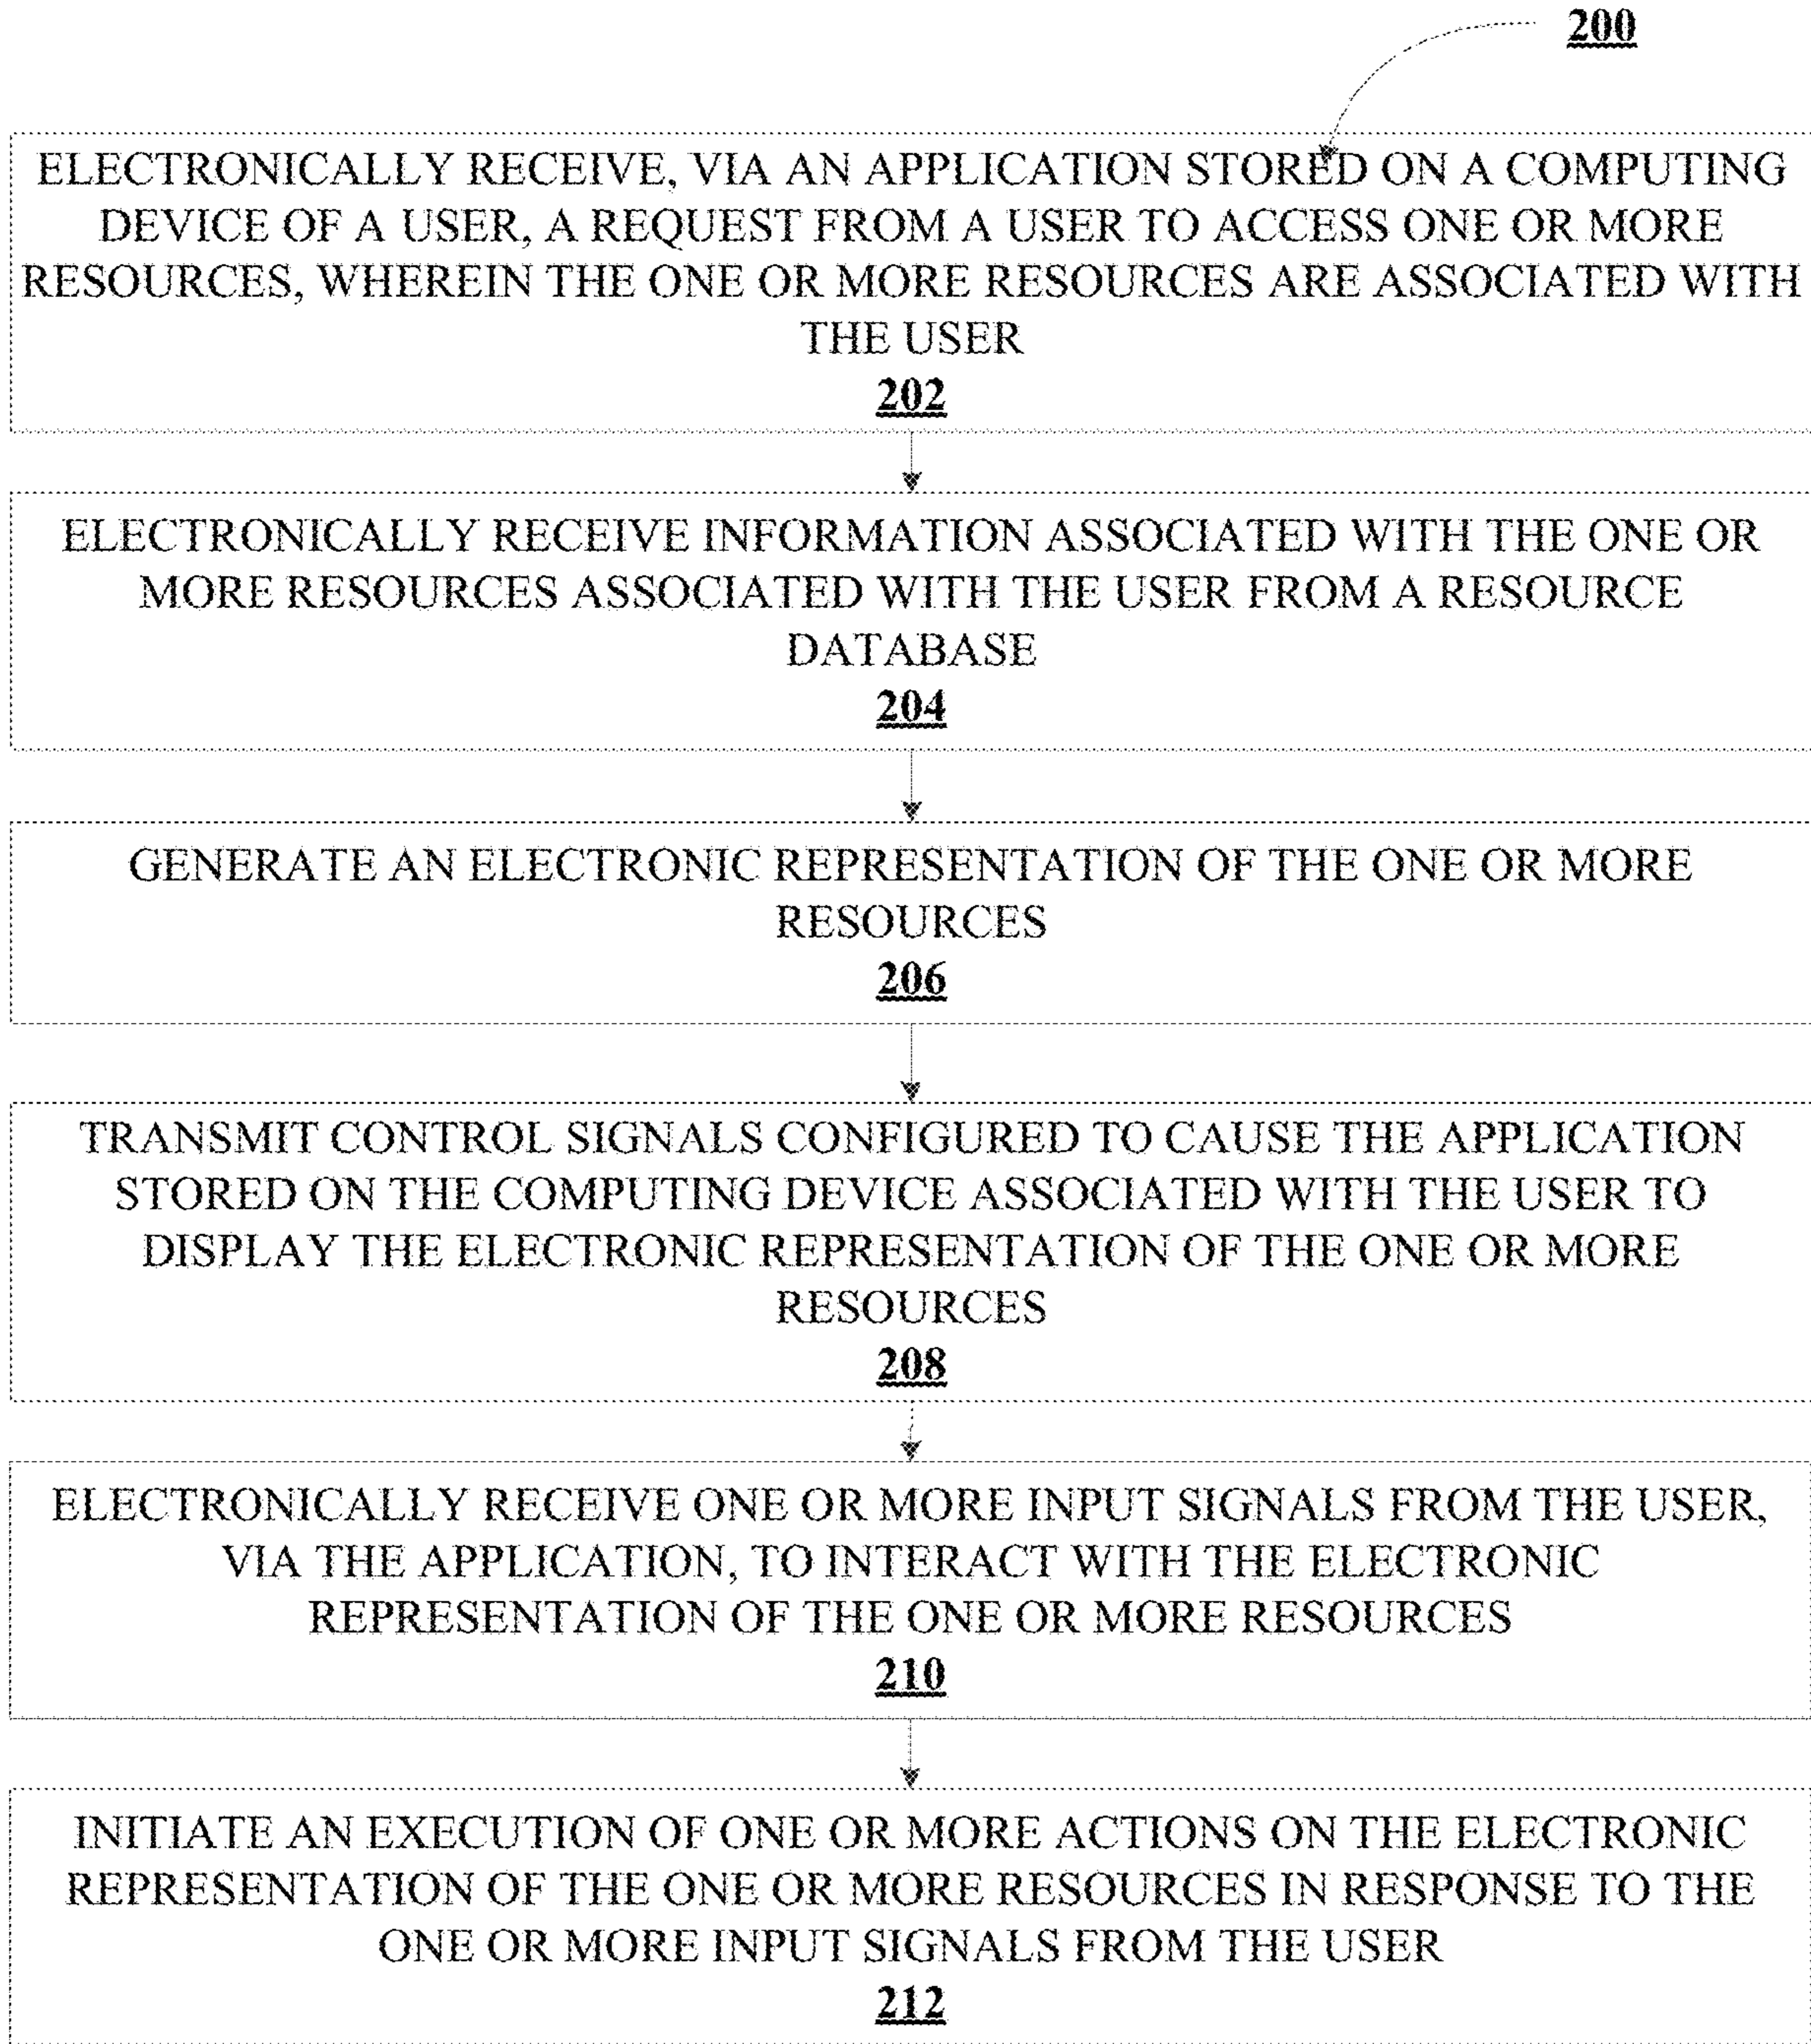 200
ELECTRONICALLY RECEIVE, VIA AN APPLICATION STORED ON A COMPUTING
DEVICE OF A USER, A REQUEST FROM A USER TO ACCESS ONE OR MORE
RESOURCES, WHEREIN THE ONE OR MORE RESOURCES ARE ASSOCIATED WITH
THE USER
202
ELECTRONICALLY RECEIVE INFORMATION ASSOCIATED WITH THE ONE OR
MORE RESOURCES ASSOCIATED WITH THE USER FROM A RESOURCE
DATABASE
204
GENERATE AN ELECTRONIC REPRESENTATION OF THE ONE OR MORE
RESOURCES
206
TRANSMIT CONTROL SIGNALS CONFIGURED TO CAUSE THE APPLICATION
STORED ON THE COMPUTING DEVICE ASSOCIATED WITH THE USER TO
DISPLAY THE ELECTRONIC REPRESENTATION OF THE ONE OR MORE
RESOURCES
208
ELECTRONICALLY RECEIVE ONE OR MORE INPUT SIGNALS FROM THE USER,
VIA THE APPLICATION, TO INTERACT WITH THE ELECTRONIC
REPRESENTATION OF THE ONE OR MORE RESOURCES
210
INITIATE AN EXECUTION OF ONE OR MORE ACTIONS ON THE ELECTRONIC
REPRESENTATION OF THE ONE OR MORE RESOURCES IN RESPONSE TO THE
ONE OR MORE INPUT SIGNALS FROM THE USER
212